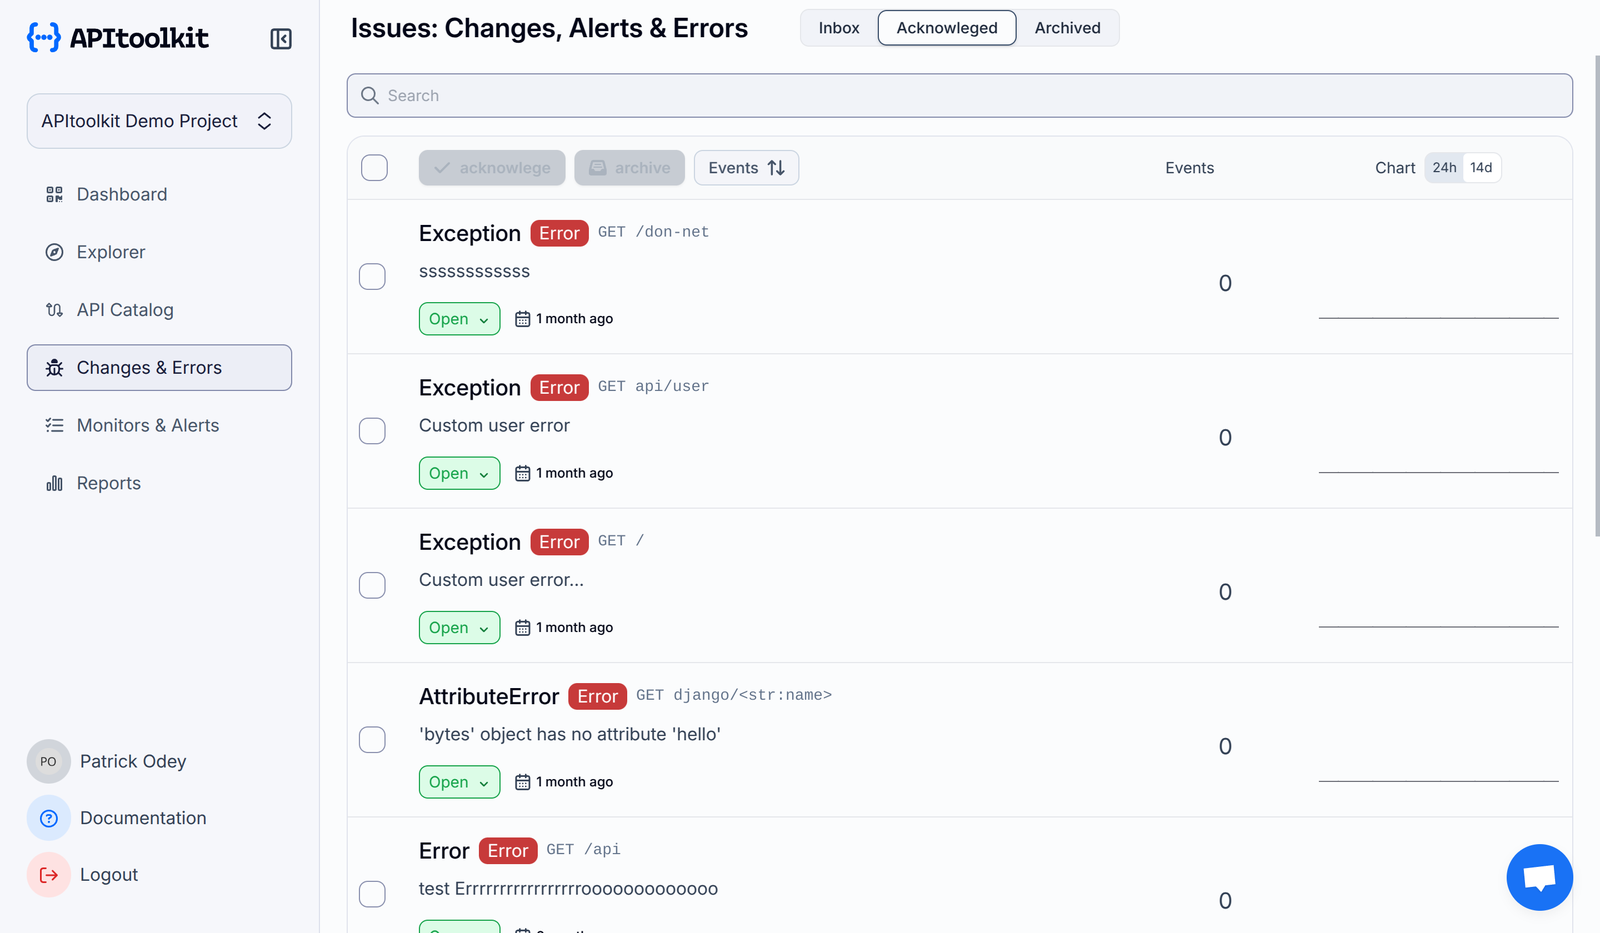 APItoolkit
APItoolkit Demo Project
Dashboard
Explorer
API Catalog
Changes & Errors
Monitors & Alerts
Reports
PO Patrick Odey
Documentation
Logout
Issues: Changes, Alerts & Errors
Inbox Acknowleged Archived
Search
acknowlege archive Events Events Chart 24h 14d
Exception Error GET /don-net
ssssssssssss
0
Open 1 month ago
Exception Error GET api/user
Custom user error
0
Open 1 month ago
Exception Error GET /
Custom user error...
0
Open 1 month ago
AttributeError Error GET django/<str:name>
'bytes' object has no attribute 'hello'
0
Open 1 month ago
Error Error GET /api
test Errrrrrrrrrrrrrrrrrooooooooooooo
0